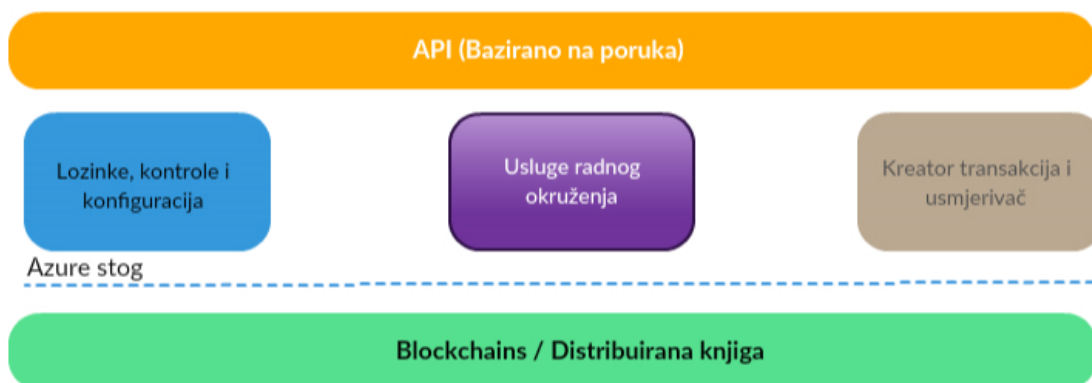 API (Bazirano na poruka)
Lozinke, kontrole i
konfiguracija
Usluge radnog
okruženja
Kreator transakcija i
usmjerivač
Azure stog
Blockchains / Distribuirana knjiga